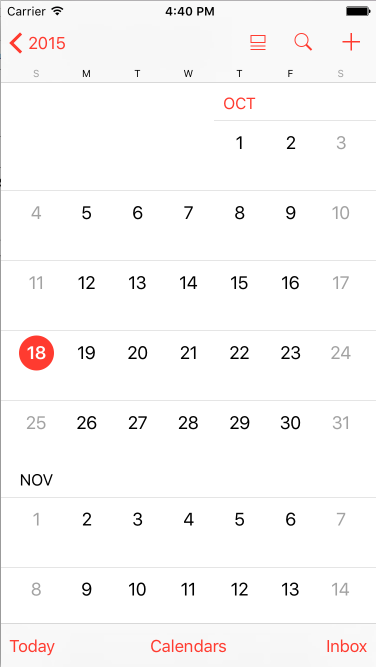 Carrier 4:40 PM
2015
S M T W T F S
OCT
1 2 3
4 5 6 7 8 9 10
11 12 13 14 15 16 17
18 19 20 21 22 23 24
25 26 27 28 29 30 31
NOV
1 2 3 4 5 6 7
8 9 10 11 12 13 14
Today Calendars Inbox